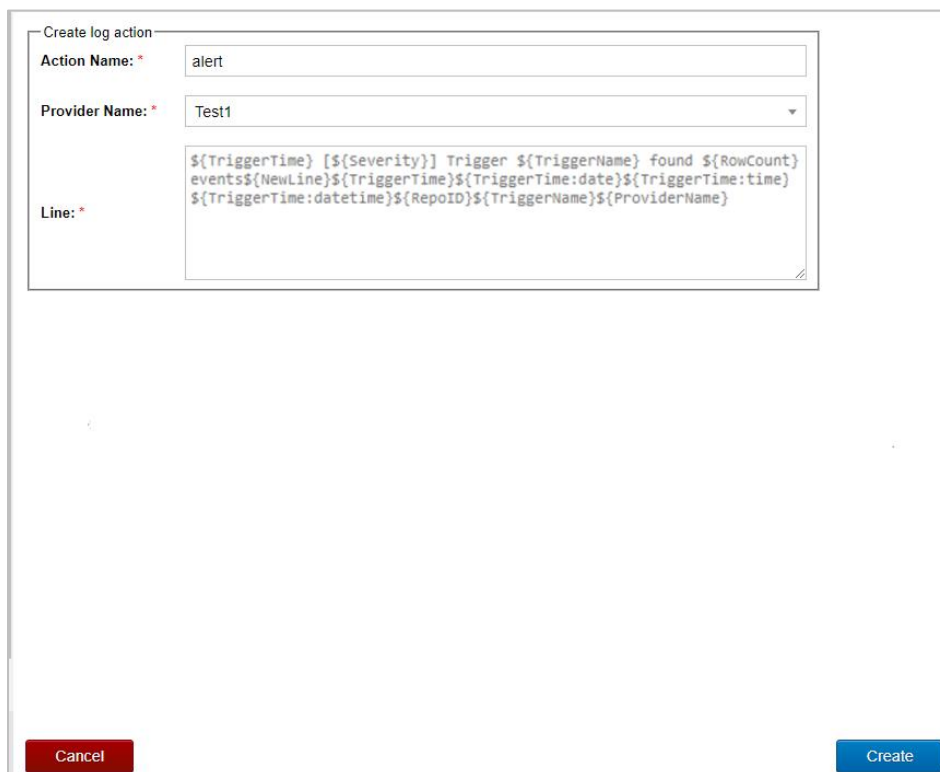 Create log action
Action Name: *
alert
Provider Name: *
Test1
Line: *
${TriggerTime} [${Severity}] Trigger ${TriggerName} found ${RowCount}
events${NewLine}${TriggerTime}${TriggerTime:date}${TriggerTime:time}
${TriggerTime:datetime}${RepoID}${TriggerName}${ProviderName}
Cancel
Create